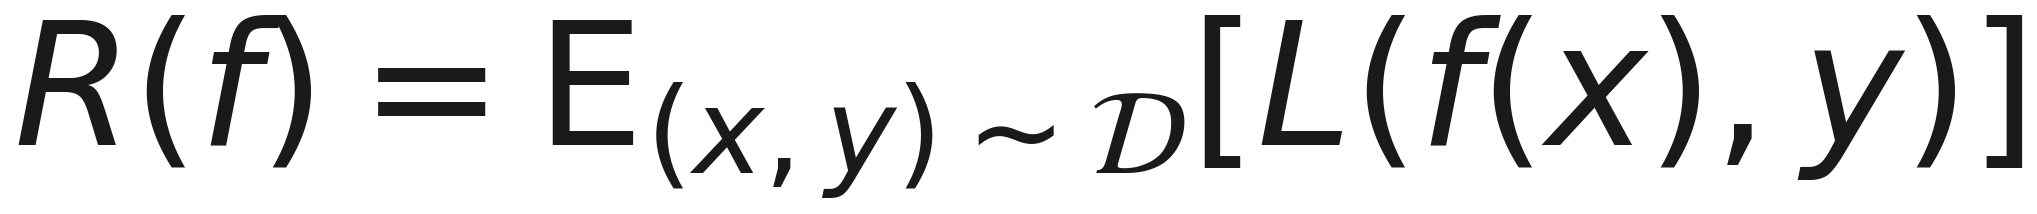 R(f) = E_{(x,y) ∼ 𝒟}[L(f(x), y)]